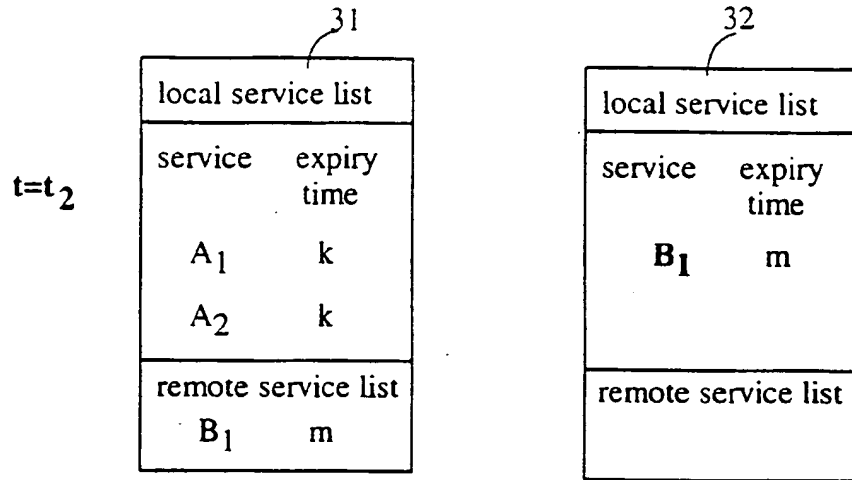 31
local service list
service expiry
time
A1 k
A2 k
remote service list
B1 m
t=t2
32
local service list
service expiry
time
B1 m
remote service list